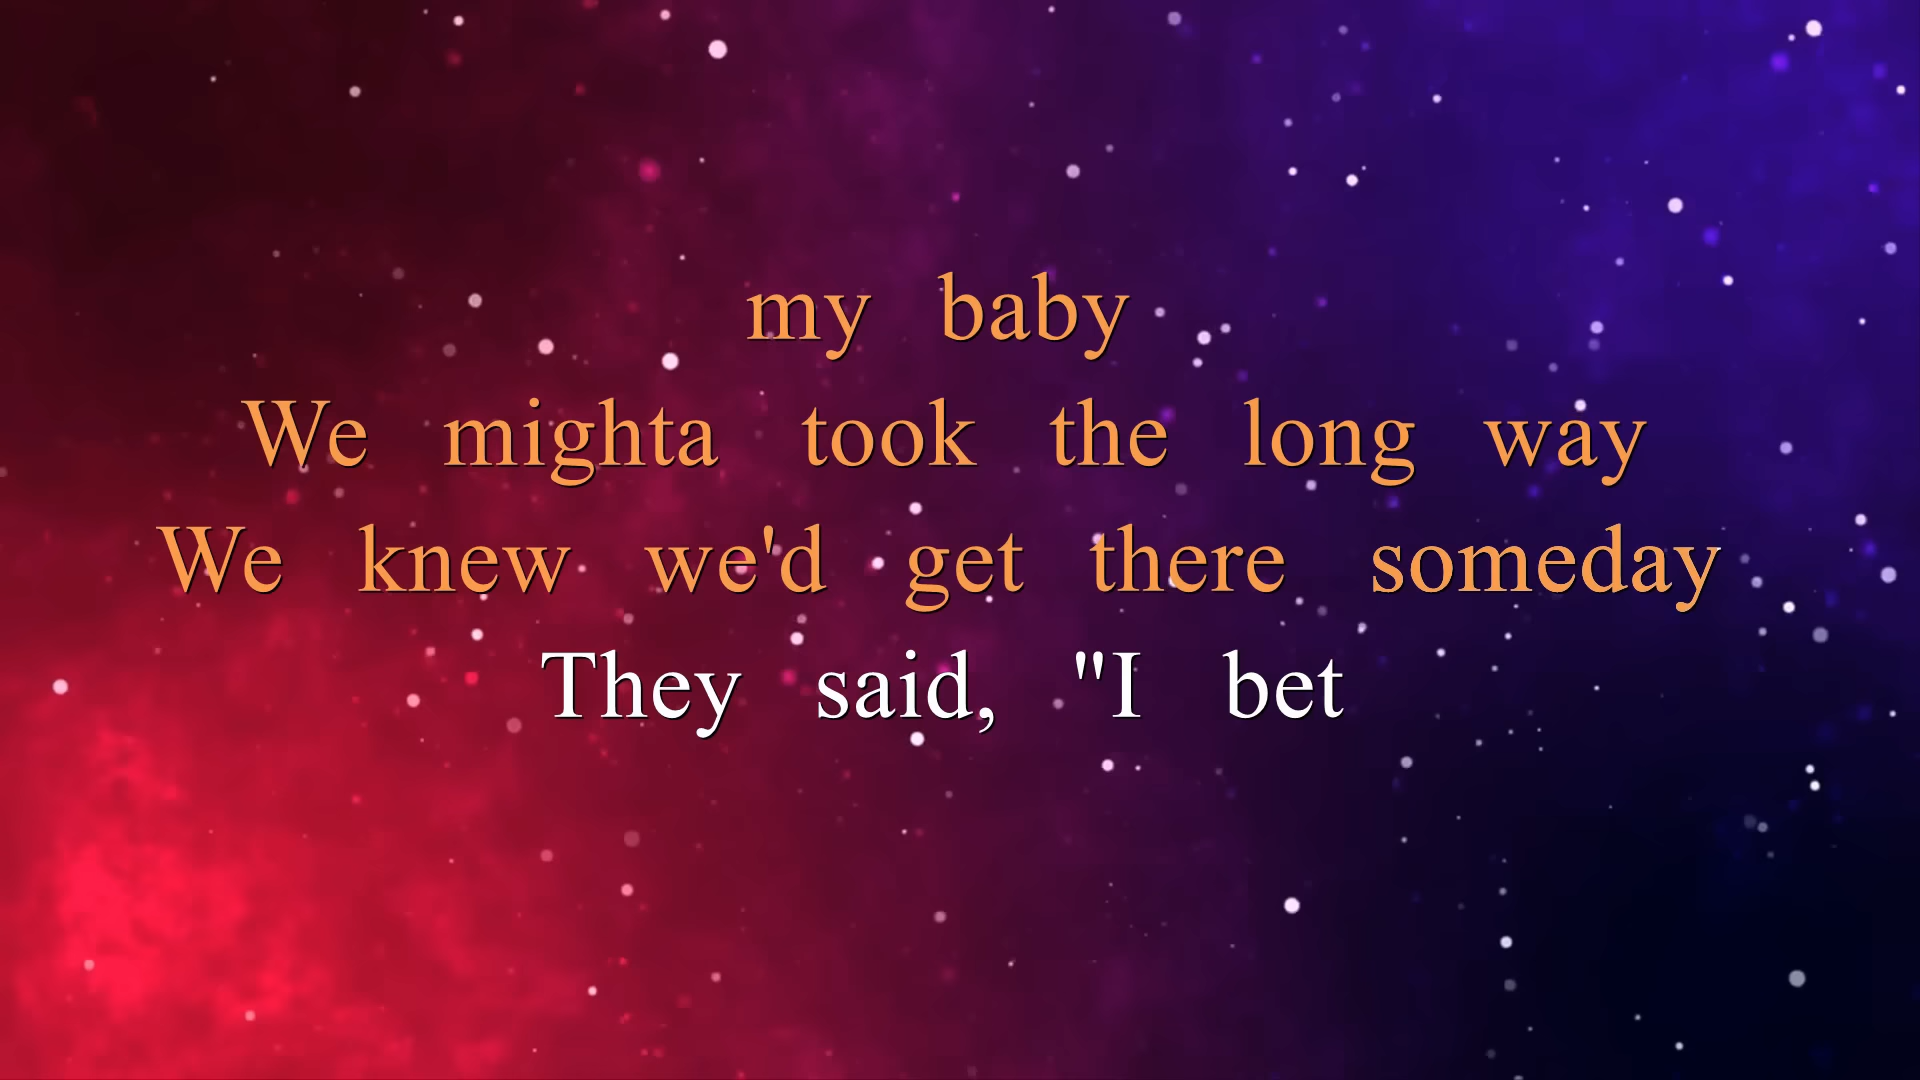 my baby
We mighta took the long way
We knew we'd get there someday
They said, "I bet